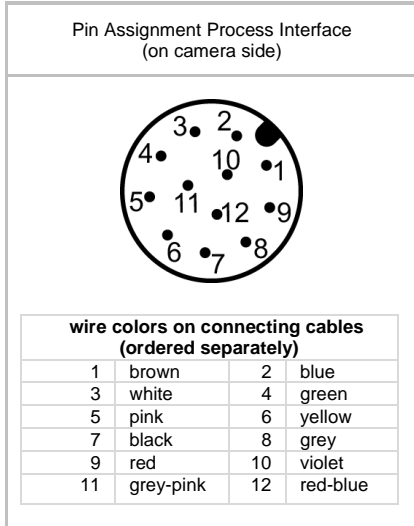 Pin Assignment Process Interface
(on camera side)
3 2
4 10 1
5 11 12 9
6 7 8
wire colors on connecting cables
(ordered separately)
1 brown 2 blue
3 white 4 green
5 pink 6 yellow
7 black 8 grey
9 red 10 violet
11 grey-pink 12 red-blue